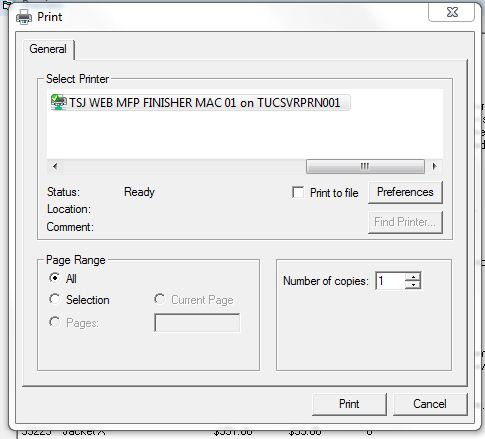 Print
General
Select Printer
TSJ WEB MFP FINISHER MAC 01 on TUCSVRPRN001
Status: Ready
Print to file
Preferences
Location:
Comment:
Find Printer...
Page Range
All
Selection
Current Page
Pages:
Number of copies: 1
Print
Cancel